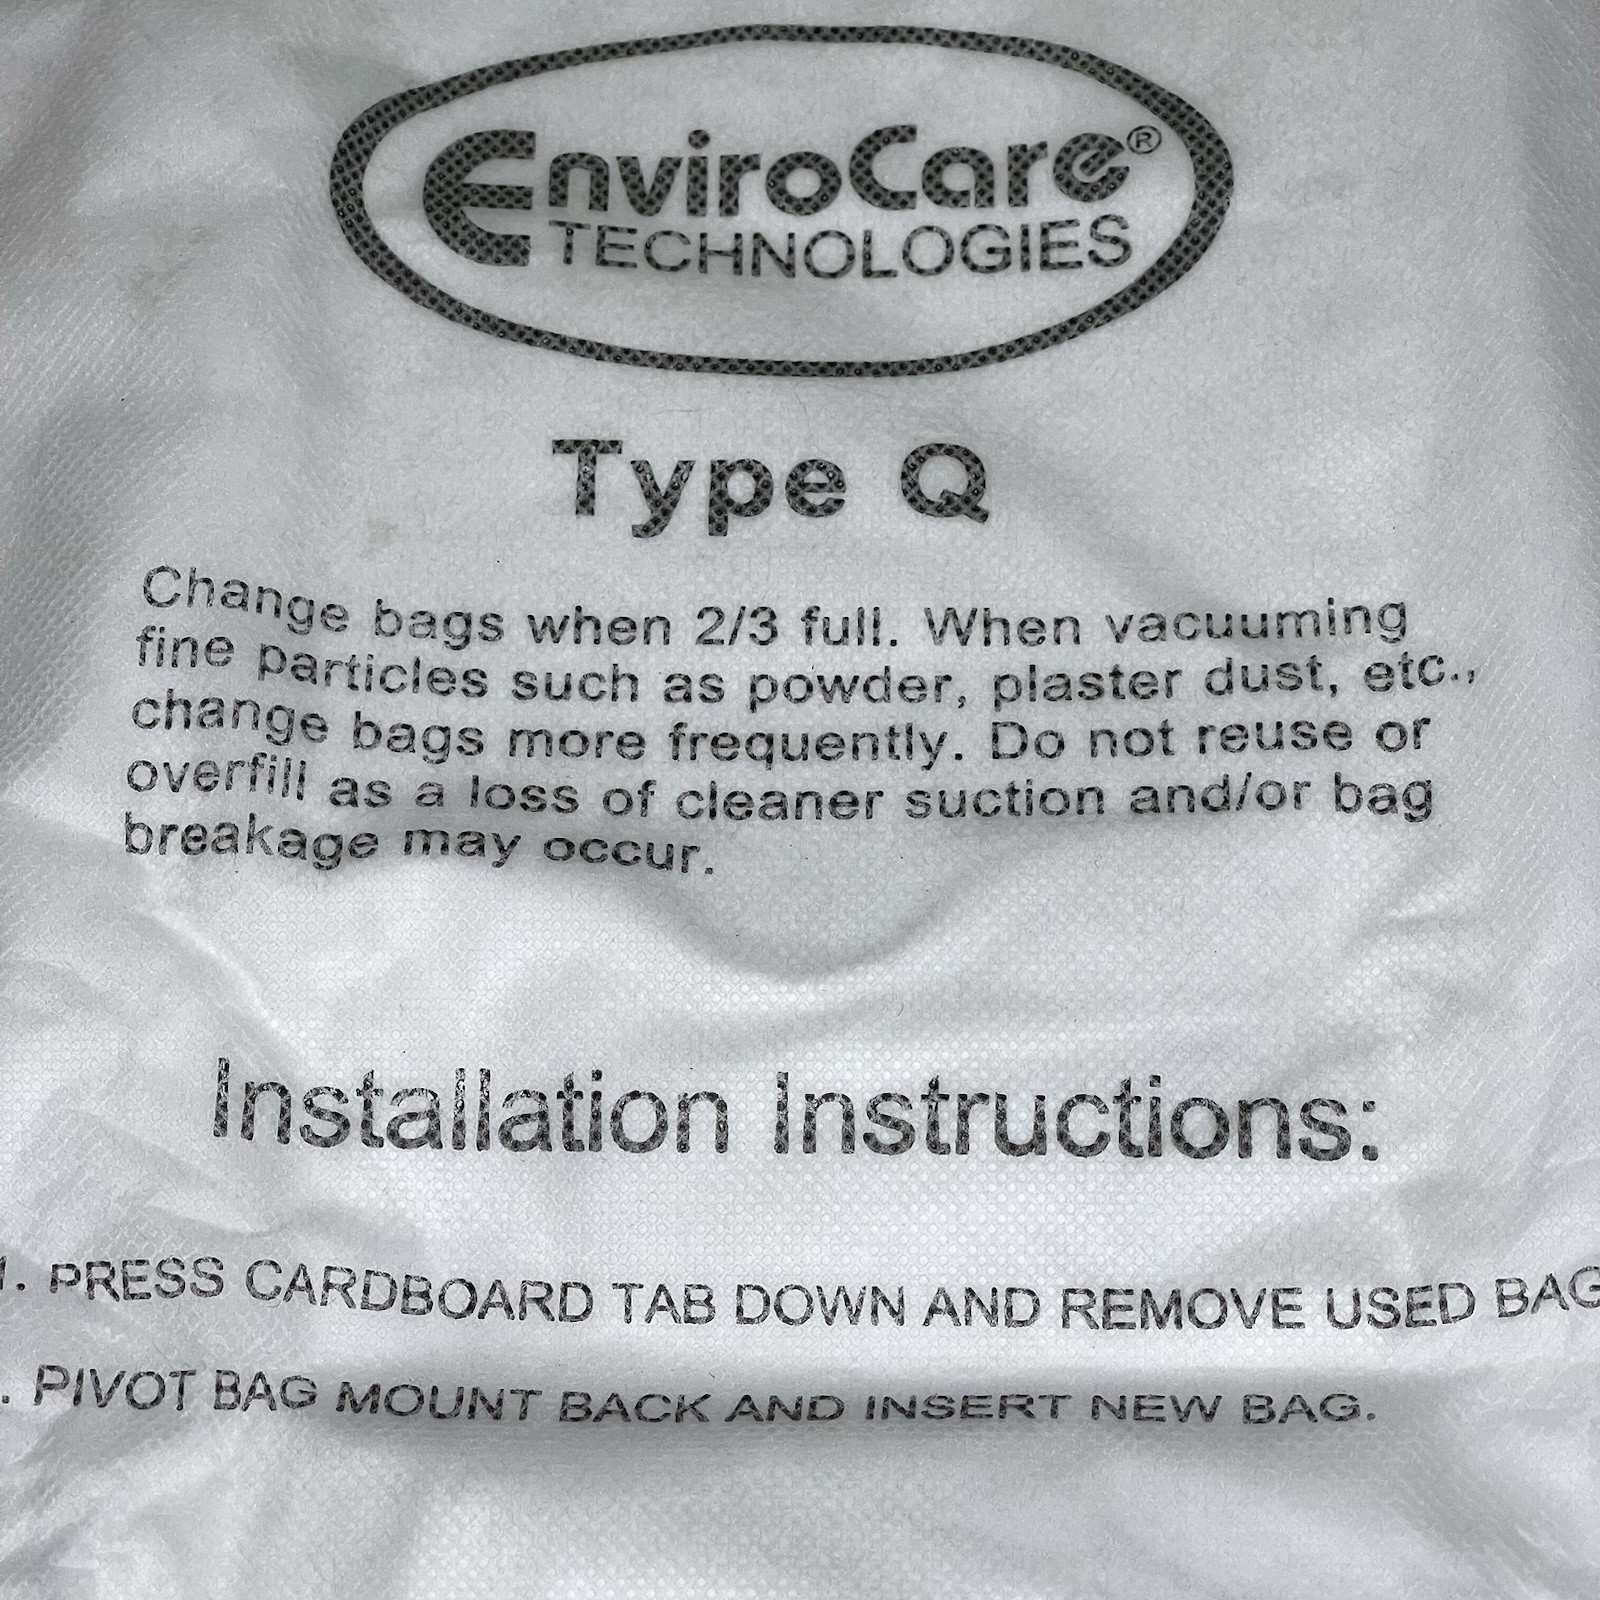 EnviroCare®
TECHNOLOGIES
Type Q
Change bags when 2/3 full. When vacuuming
fine particles such as powder, plaster dust, etc.,
change bags more frequently. Do not reuse or
overfill as a loss of cleaner suction and/or bag
breakage may occur.
Installation Instructions:
1. PRESS CARDBOARD TAB DOWN AND REMOVE USED BAG
. PIVOT BAG MOUNT BACK AND INSERT NEW BAG.